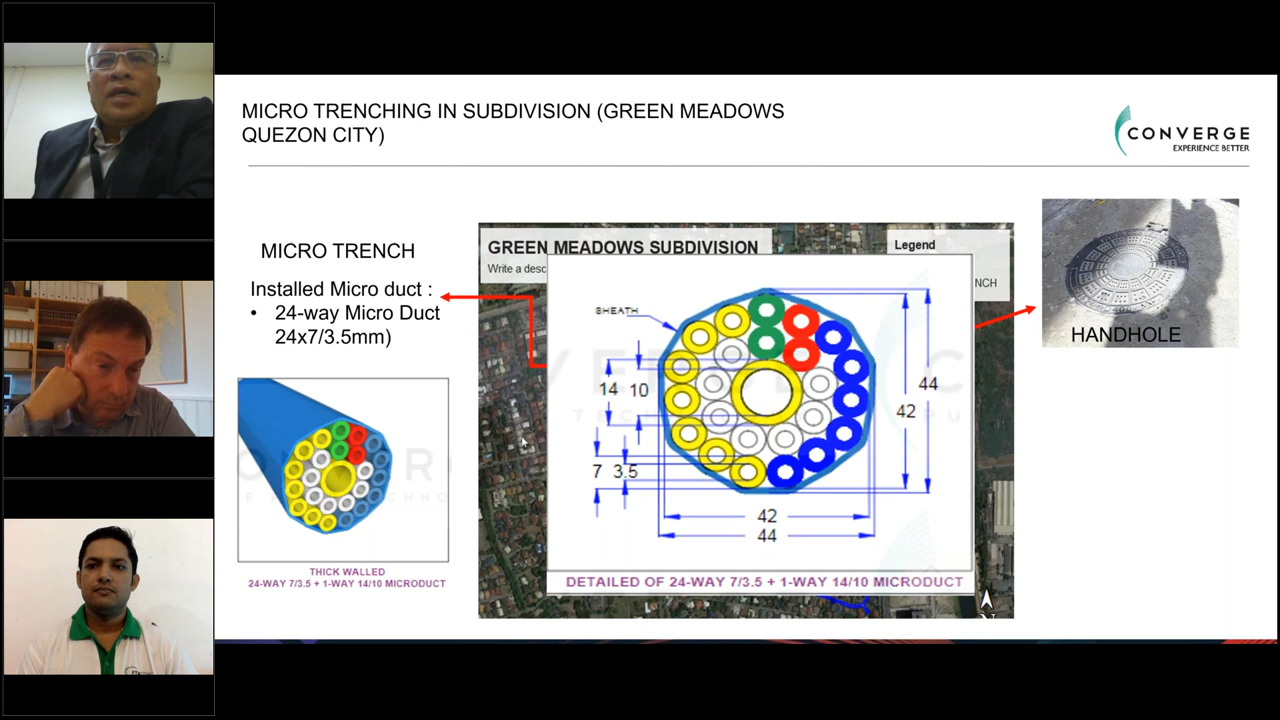 MICRO TRENCHING IN SUBDIVISION (GREEN MEADOWS
QUEZON CITY)
CONVERGE
EXPERIENCE BETTER
MICRO TRENCH
Installed Micro duct :
• 24-way Micro Duct
24x7/3.5mm)
THICK WALLED
24-WAY 7/3.5 + 1-WAY 14/10 MICRODUCT
GREEN MEADOWS SUBDIVISION
Write a desc
Legend
NCH
SHEATH
14 10
7 3.5
44
42
42
44
DETAILED OF 24-WAY 7/3.5 + 1-WAY 14/10 MICRODUCT
N
HANDHOLE